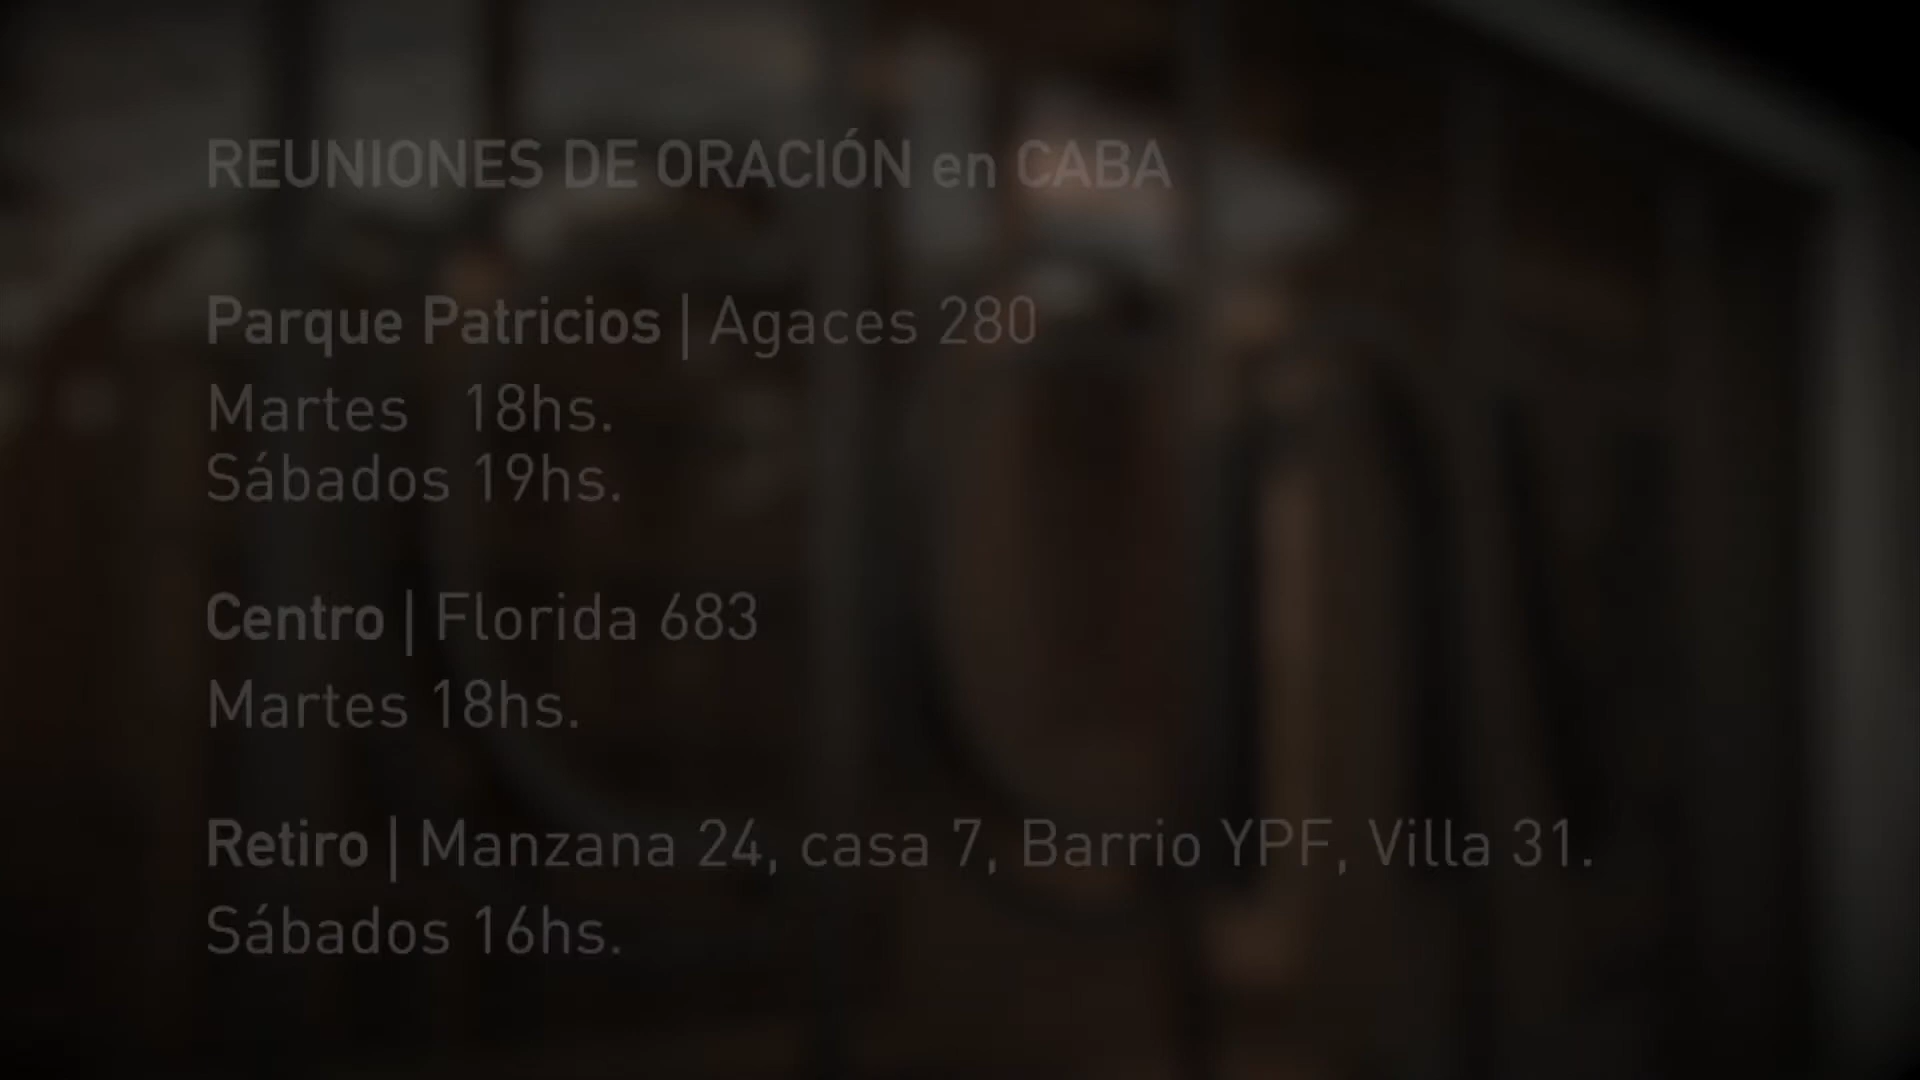 REUNIONES DE ORACIÓN en CABA
Parque Patricios | Agaces 280
Martes 18hs.
Sábados 19hs.
Centro | Florida 683
Martes 18hs.
Retiro | Manzana 24, casa 7, Barrio YPF, Villa 31.
Sábados 16hs.